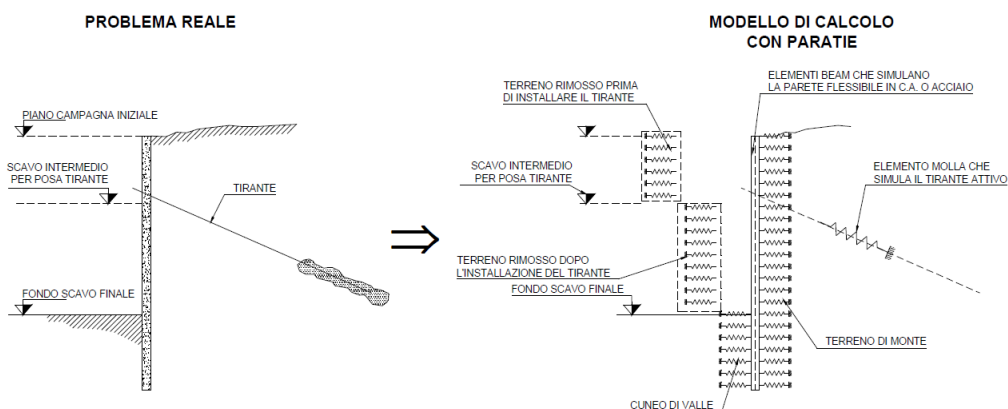 PROBLEMA REALE
PIANO CAMPAGNA INIZIALE
SCAVO INTERMEDIO
PER POSA TIRANTE
TIRANTE
FONDO SCAVO FINALE
MODELLO DI CALCOLO
CON PARATIE
TERRENO RIMOSSO PRIMA
DI INSTALLARE IL TIRANTE
ELEMENTI BEAM CHE SIMULANO
LA PARETE FLESSIBILE IN C.A. O ACCIAIO
SCAVO INTERMEDIO
PER POSA TIRANTE
ELEMENTO MOLLA CHE
SIMULA IL TIRANTE ATTIVO
TERRENO RIMOSSO DOPO
L'INSTALLAZIONE DEL TIRANTE
FONDO SCAVO FINALE
TERRENO DI MONTE
CUNEO DI VALLE